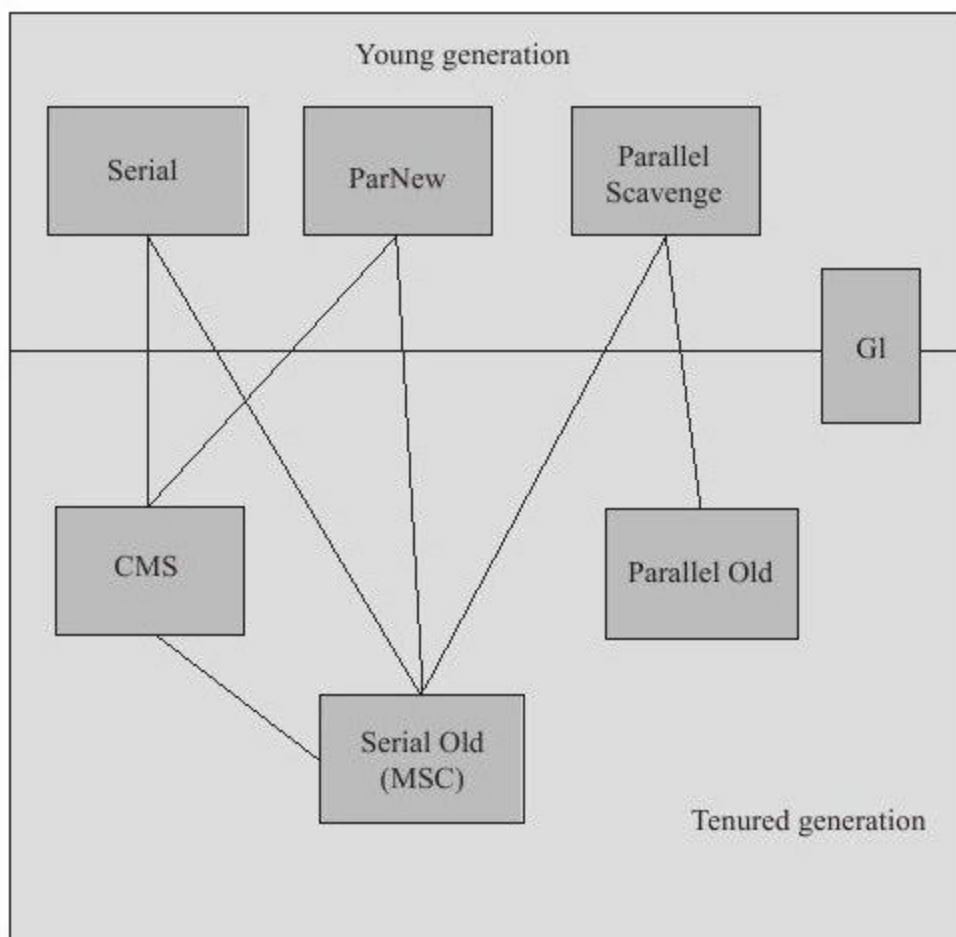 Young generation
Serial
ParNew
Parallel
Scavenge
Gl
CMS
Parallel Old
Serial Old
(MSC)
Tenured generation